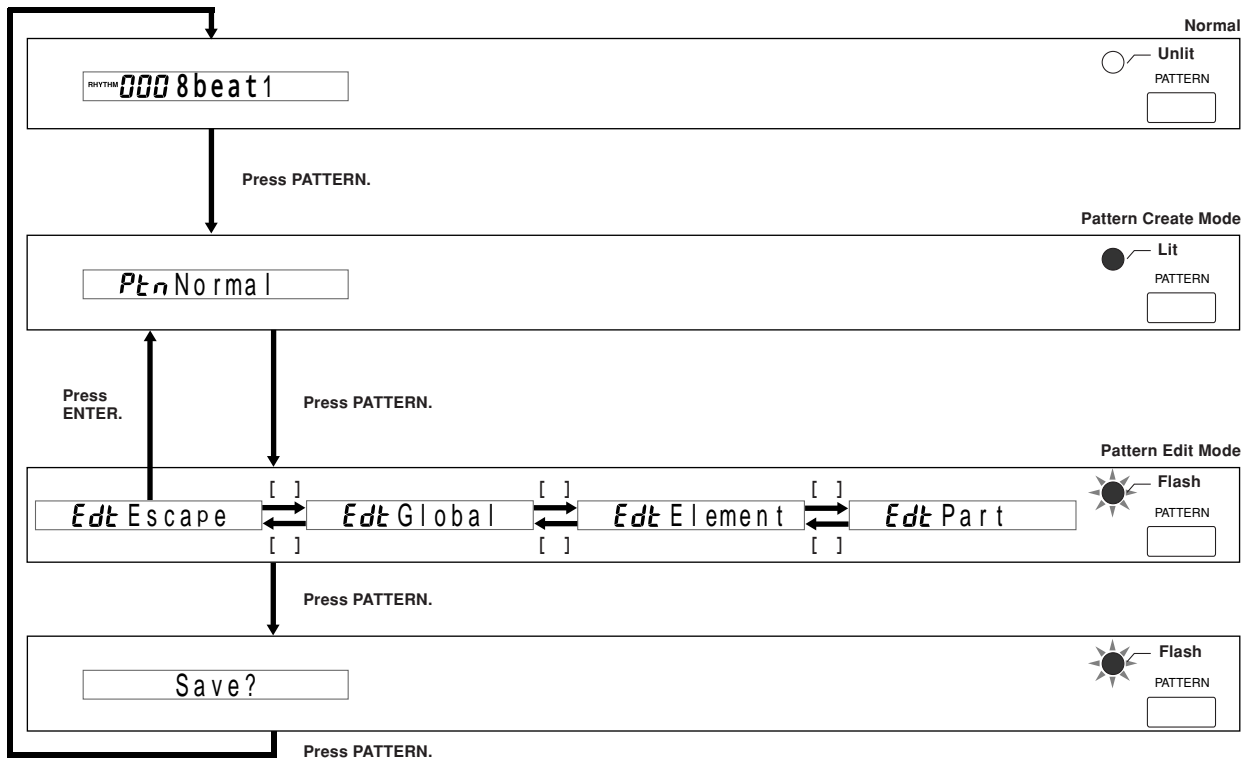 Normal
RHYTHM 000 8beat1
Unlit
PATTERN
Press PATTERN.
Pattern Create Mode
Ptn Normal
Lit
PATTERN
Press
ENTER.
Press PATTERN.
Pattern Edit Mode
[ ] [ ] [ ]
Edt Escape Edt Global Edt Element Edt Part
[ ] [ ] [ ]
Flash
PATTERN
Press PATTERN.
Save?
Flash
PATTERN
Press PATTERN.